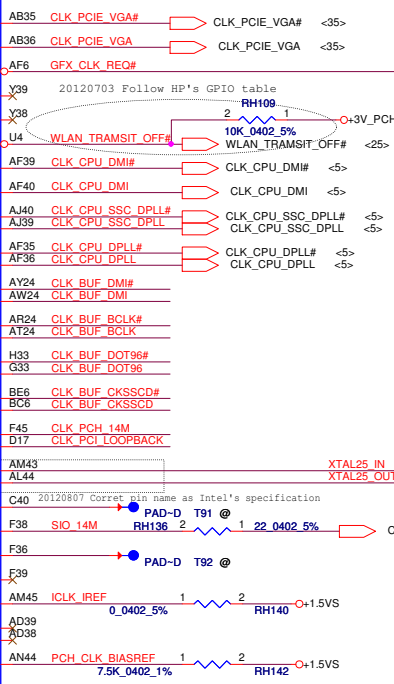 AB35 CLK_PCIE_VGA# CLK_PCIE_VGA# <35>
AB36 CLK_PCIE_VGA CLK_PCIE_VGA <35>
AF6 GFX_CLK_REQ#
20120703 Follow HP's GPIO table
Y39
RH109
Y38 2 1 +3V_PCH
10K_0402_5%
U4 WLAN_TRANSMIT_OFF# WLAN_TRANSMIT_OFF# <25>
AF39 CLK_CPU_DMI# CLK_CPU_DMI# <5>
AF40 CLK_CPU_DMI CLK_CPU_DMI <5>
AJ40 CLK_CPU_SSC_DPLL# CLK_CPU_SSC_DPLL# <5>
AJ39 CLK_CPU_SSC_DPLL CLK_CPU_SSC_DPLL <5>
AF35 CLK_CPU_DPLL# CLK_CPU_DPLL# <5>
AF36 CLK_CPU_DPLL CLK_CPU_DPLL <5>
AY24 CLK_BUF_DMI#
AW24 CLK_BUF_DMI
AR24 CLK_BUF_BCLK#
AT24 CLK_BUF_BCLK
H33 CLK_BUF_DOT96#
G33 CLK_BUF_DOT96
BE6 CLK_BUF_CKSSCD#
BC6 CLK_BUF_CKSSCD
F45 CLK_PCH_14M
D17 CLK_PCI_LOOPBACK
AM43 XTAL25_IN
AL44 XTAL25_OUT
20120807 Corret pin name as Intel's specification
C40 PAD~D T91 @
F38 SIO_14M RH136 2 1 22_0402_5% C
F36 PAD~D T92 @
F39
AM45 ICLK_IREF 1 2 +1.5VS
0_0402_5% RH140
AD39
AD38
AN44 PCH_CLK_BIASREF 1 2 +1.5VS
7.5K_0402_1% RH142